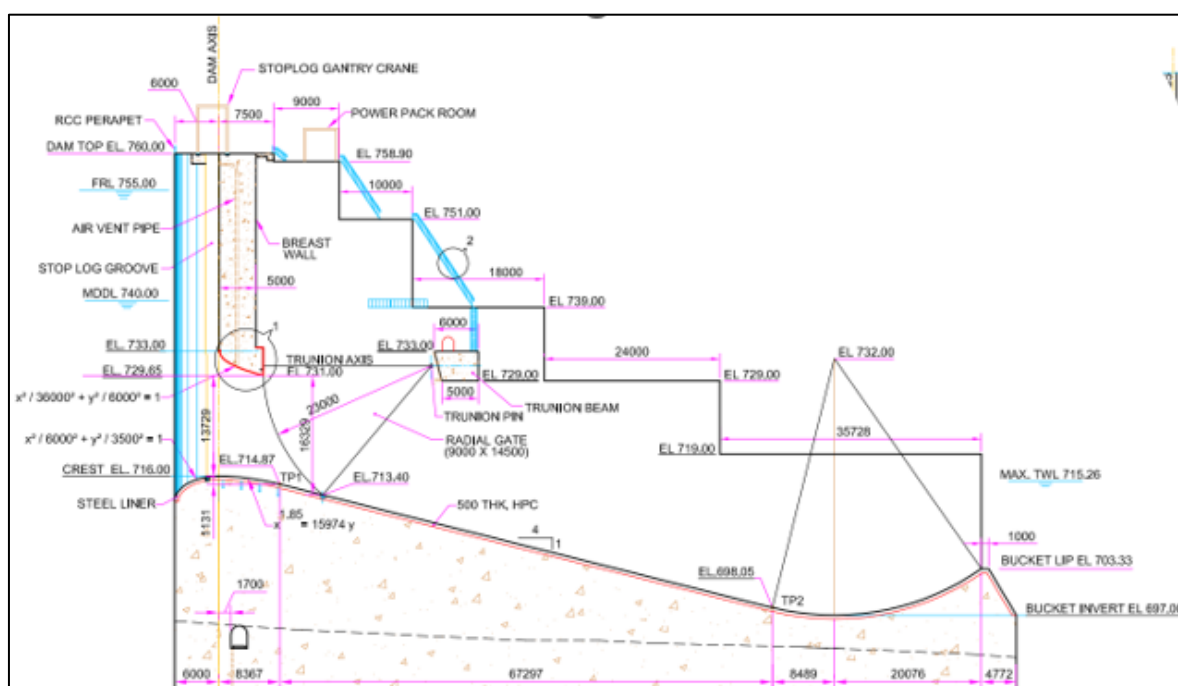 DAM AXIS
STOPLOG GANTRY CRANE
6000
7500
9000
POWER PACK ROOM
RCC PERAPET
DAM TOP EL. 760.00
EL 758.90
FRL 755.00
10000
EL 751.00
AIR VENT PIPE
BREAST
WALL
2
STOP LOG GROOVE
18000
5000
MDDL 740.00
EL 739.00
1
6000
EL. 733.00
EL 733.00
TRUNION AXIS
24000
EL 732.00
EL. 729.65
EL 731.00
EL 729.00
EL 729.00
x² / 36000² + y² / 6000² = 1
23000
5000
TRUNION BEAM
TRUNION PIN
13729
16329
35728
x² / 6000² + y² / 3500² = 1
RADIAL GATE
(9000 X 14500)
EL 719.00
EL.714.87
CREST EL. 716.00
TP1
EL.713.40
MAX. TWL 715.26
STEEL LINER
500 THK, HPC
x 1.85 = 15974 y
5131
4
1
1000
BUCKET LIP EL 703.33
EL.698.05
1700
TP2
BUCKET INVERT EL 697.00
6000
8367
67297
8489
20076
4772